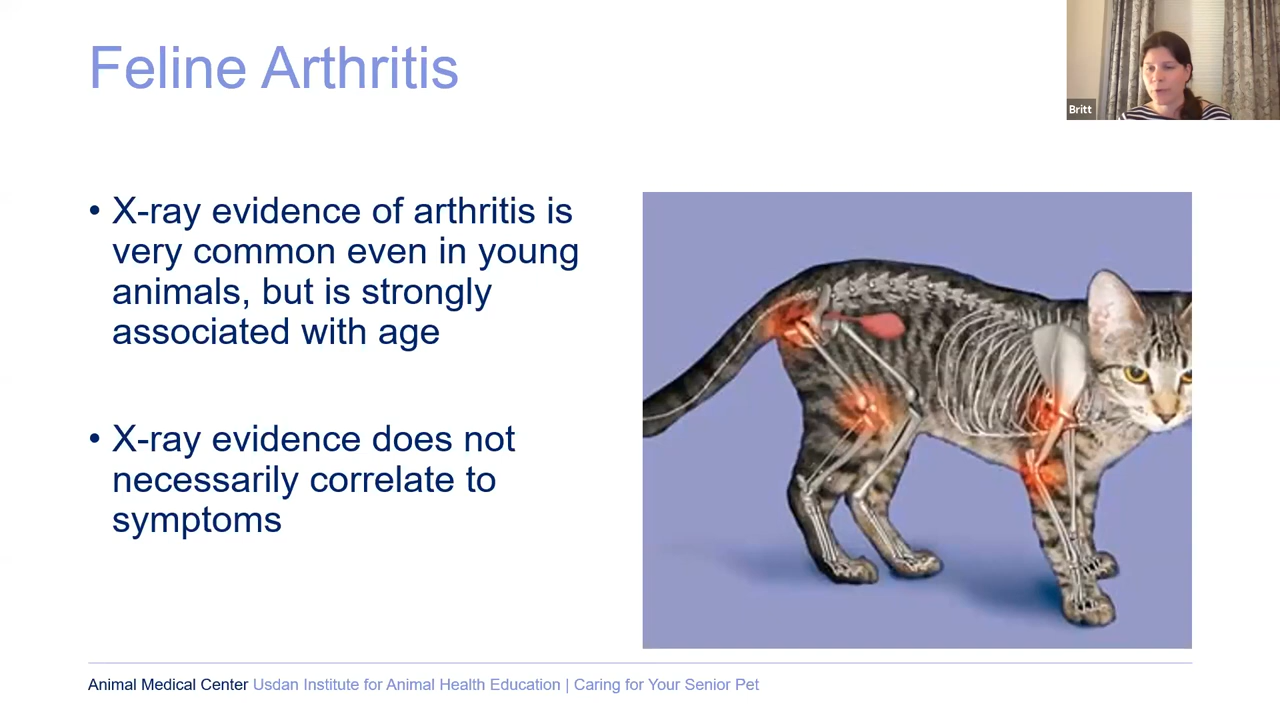 Feline Arthritis
Britt
• X-ray evidence of arthritis is
very common even in young
animals, but is strongly
associated with age
• X-ray evidence does not
necessarily correlate to
symptoms
Animal Medical Center Usdan Institute for Animal Health Education | Caring for Your Senior Pet